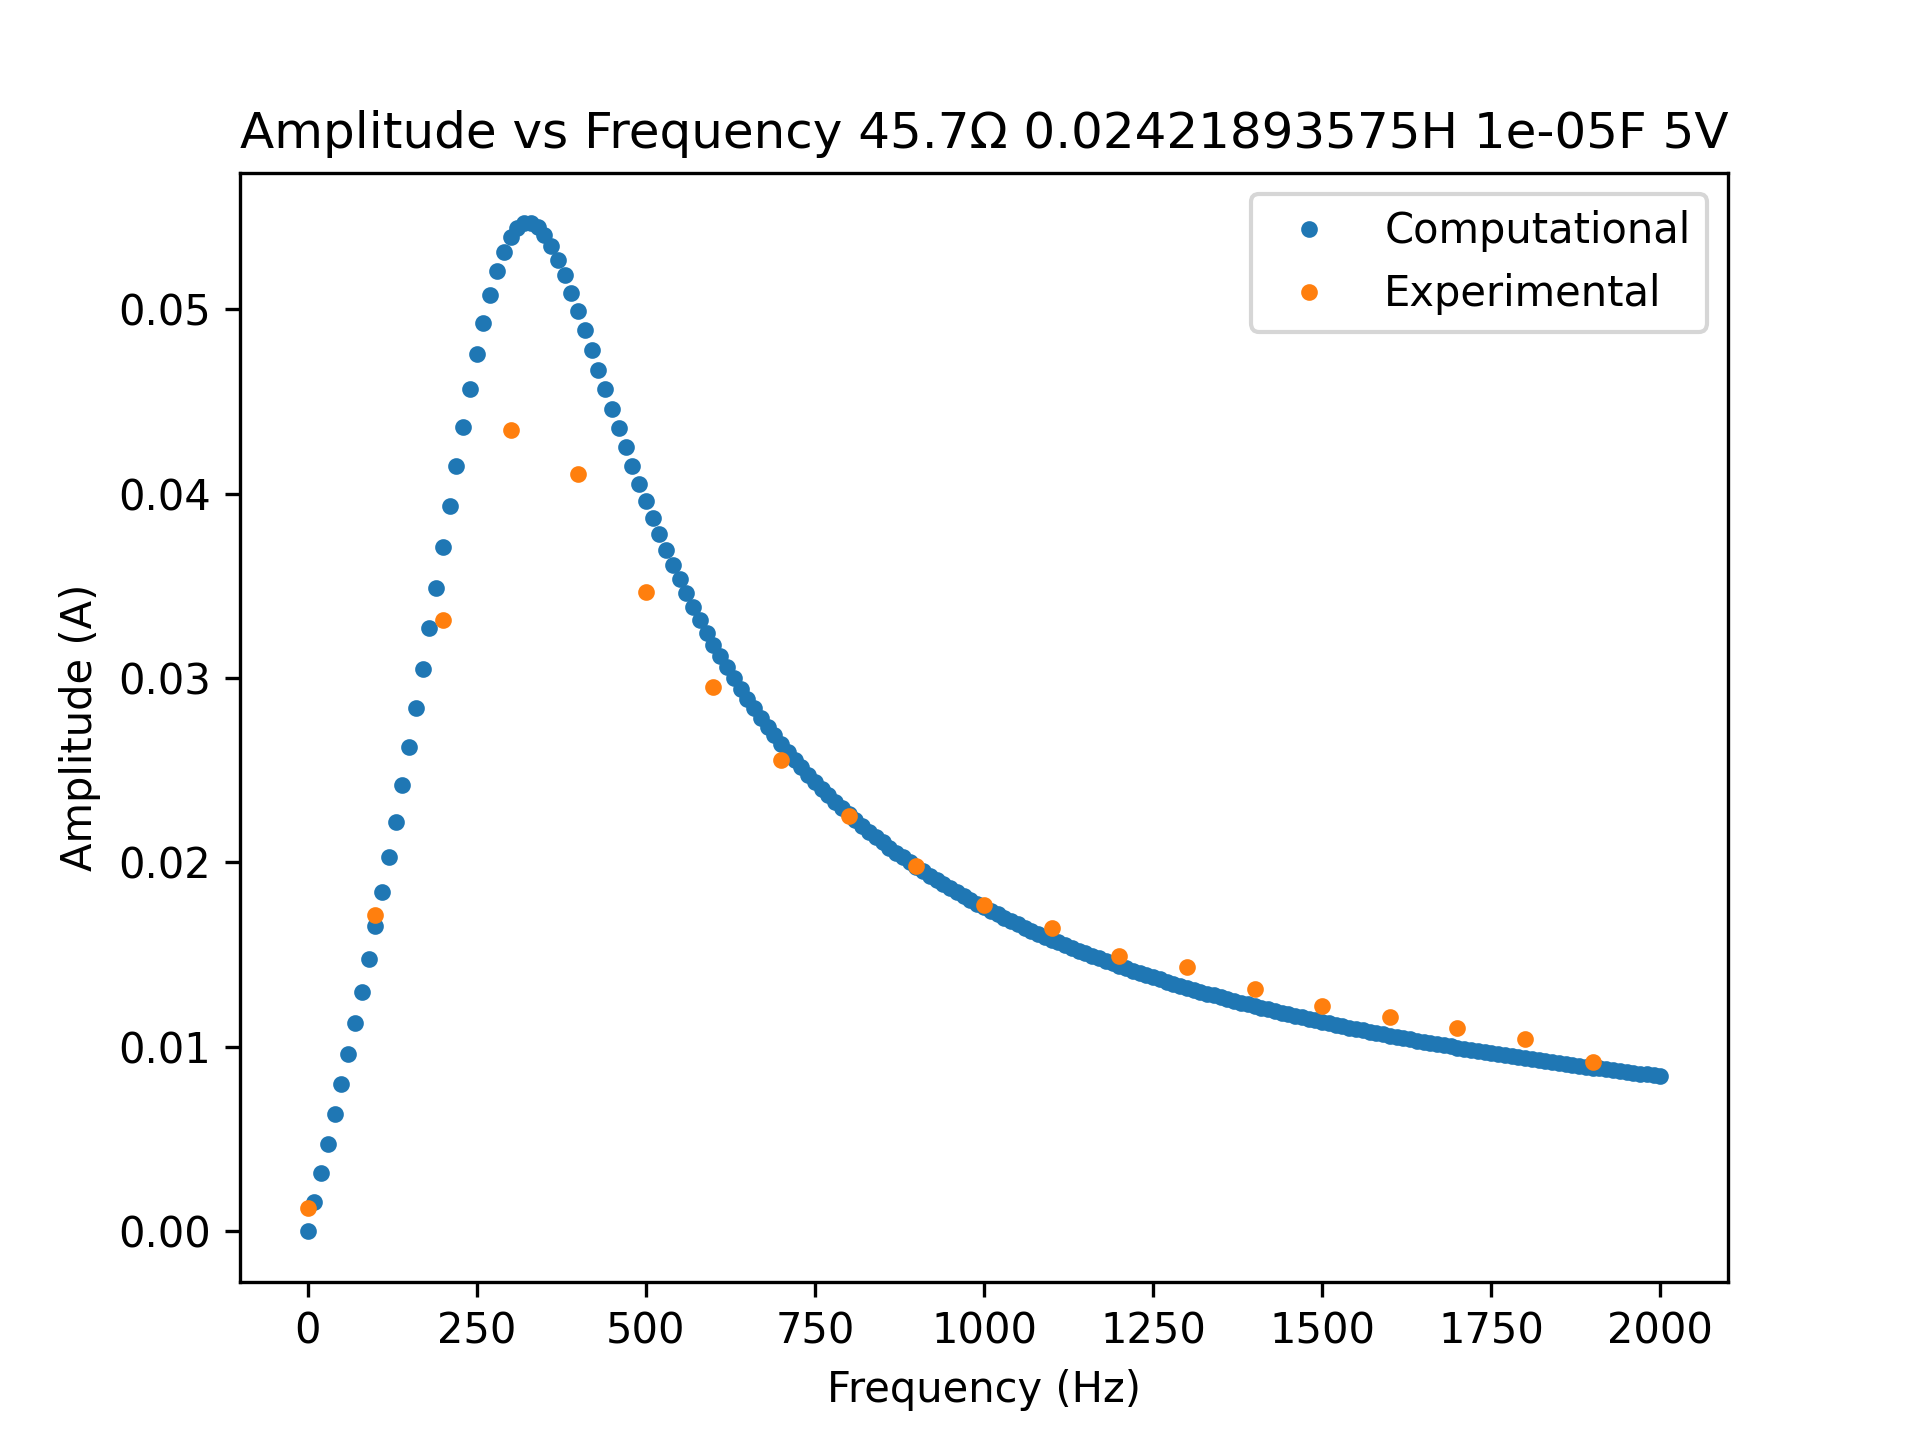 Amplitude vs Frequency 45.7Ω 0.02421893575H 1e-05F 5V
Computational
Experimental
0.05
0.04
0.03
0.02
0.01
0.00
Amplitude (A)
0 250 500 750 1000 1250 1500 1750 2000
Frequency (Hz)